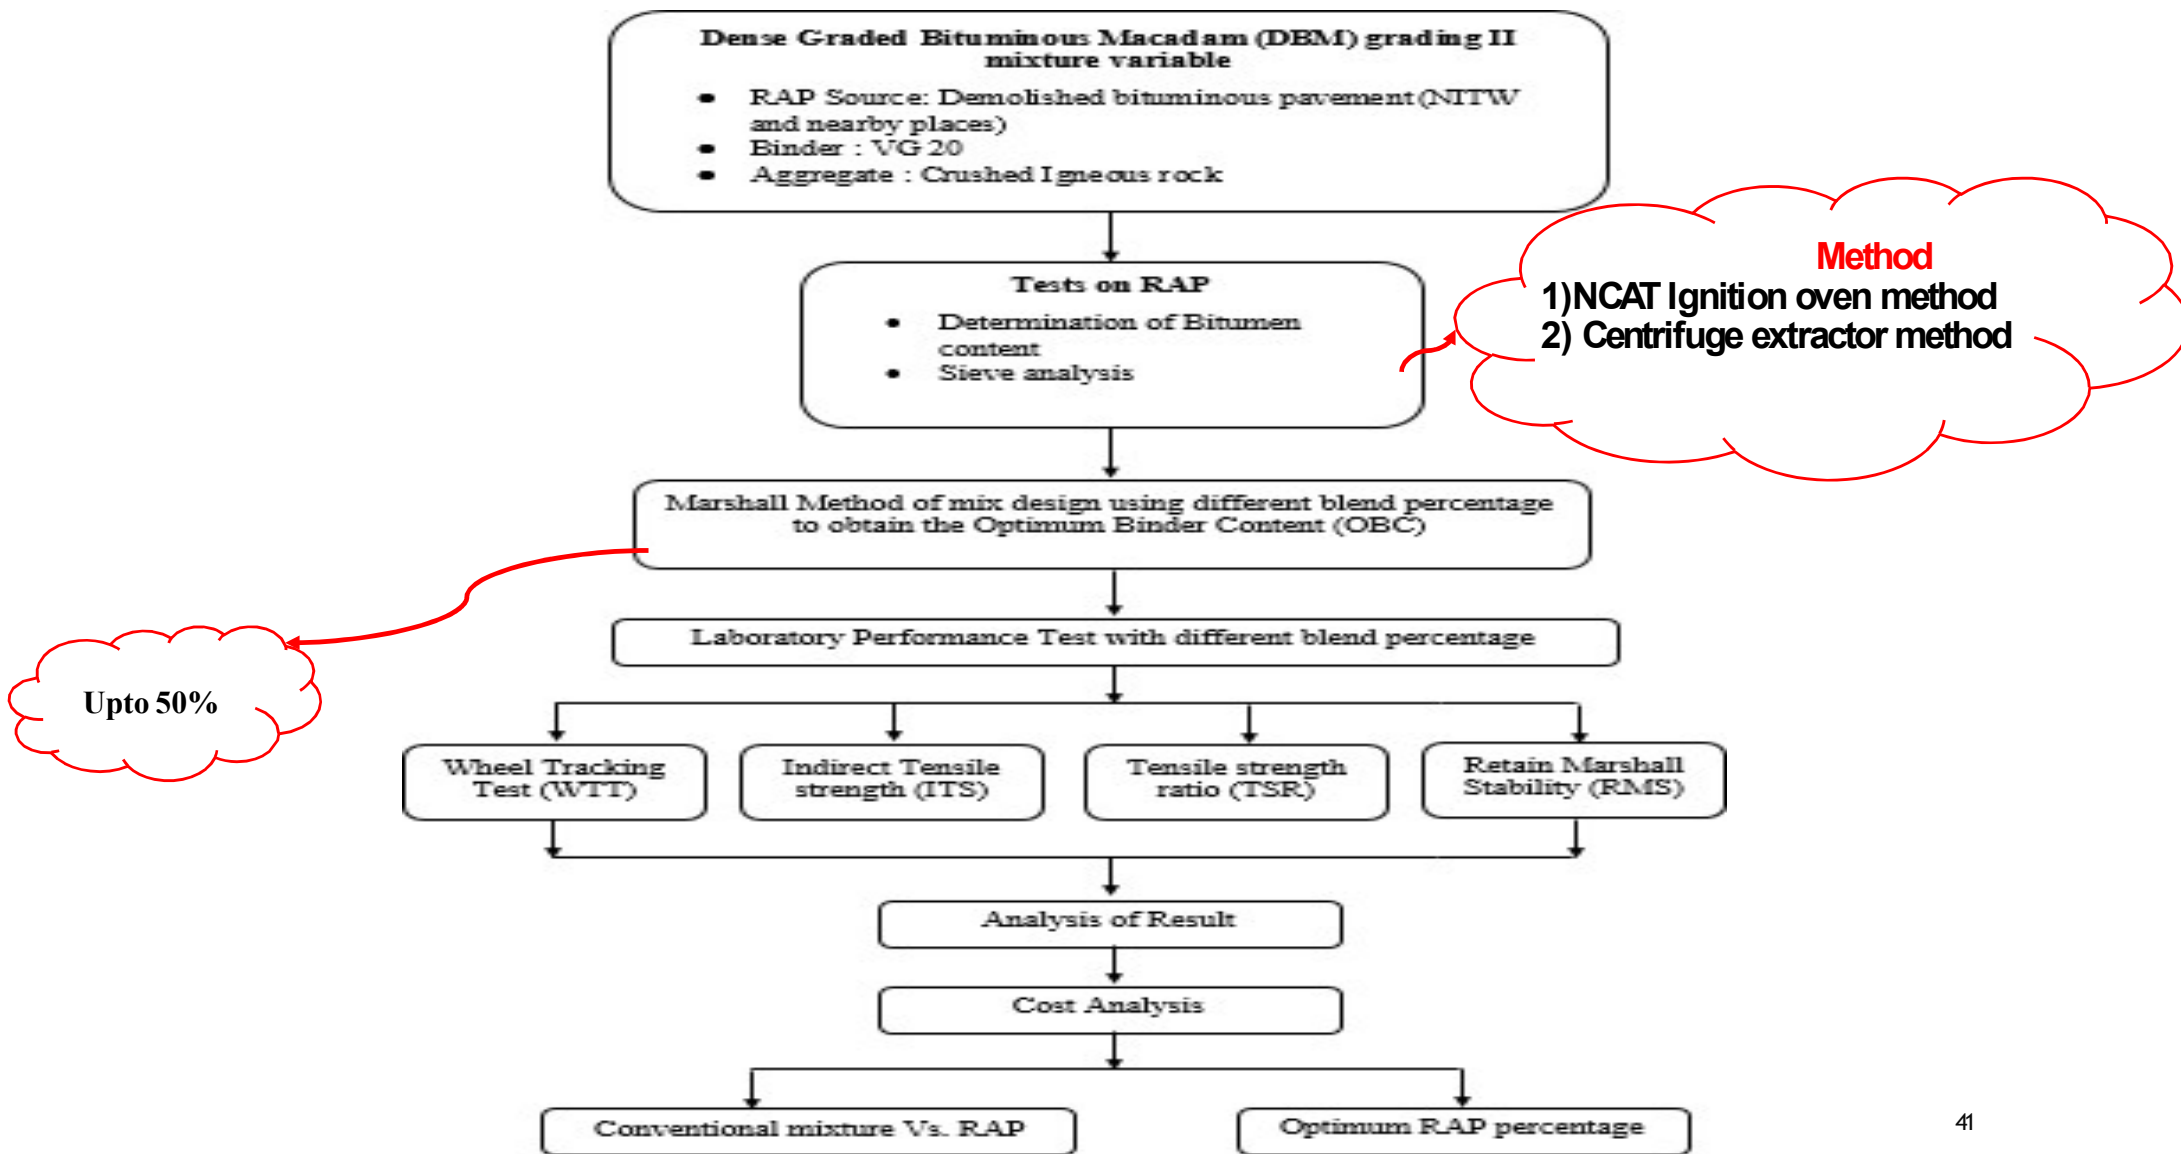 Dense Graded Bituminous Macadam (DBM) grading II
mixture variable
• RAP Source: Demolished bituminous pavement (NITW
and nearby places)
• Binder : VG 20
• Aggregate : Crushed Igneous rock
Tests on RAP
• Determination of Bitumen
content
• Sieve analysis
Method
1)NCAT Ignition oven method
2) Centrifuge extractor method
Marshall Method of mix design using different blend percentage
to obtain the Optimum Binder Content (OBC)
Upto 50%
Laboratory Performance Test with different blend percentage
Wheel Tracking
Test (WTT)
Indirect Tensile
strength (ITS)
Tensile strength
ratio (TSR)
Retain Marshall
Stability (RMS)
Analysis of Result
Cost Analysis
Conventional mixture Vs. RAP
Optimum RAP percentage
41